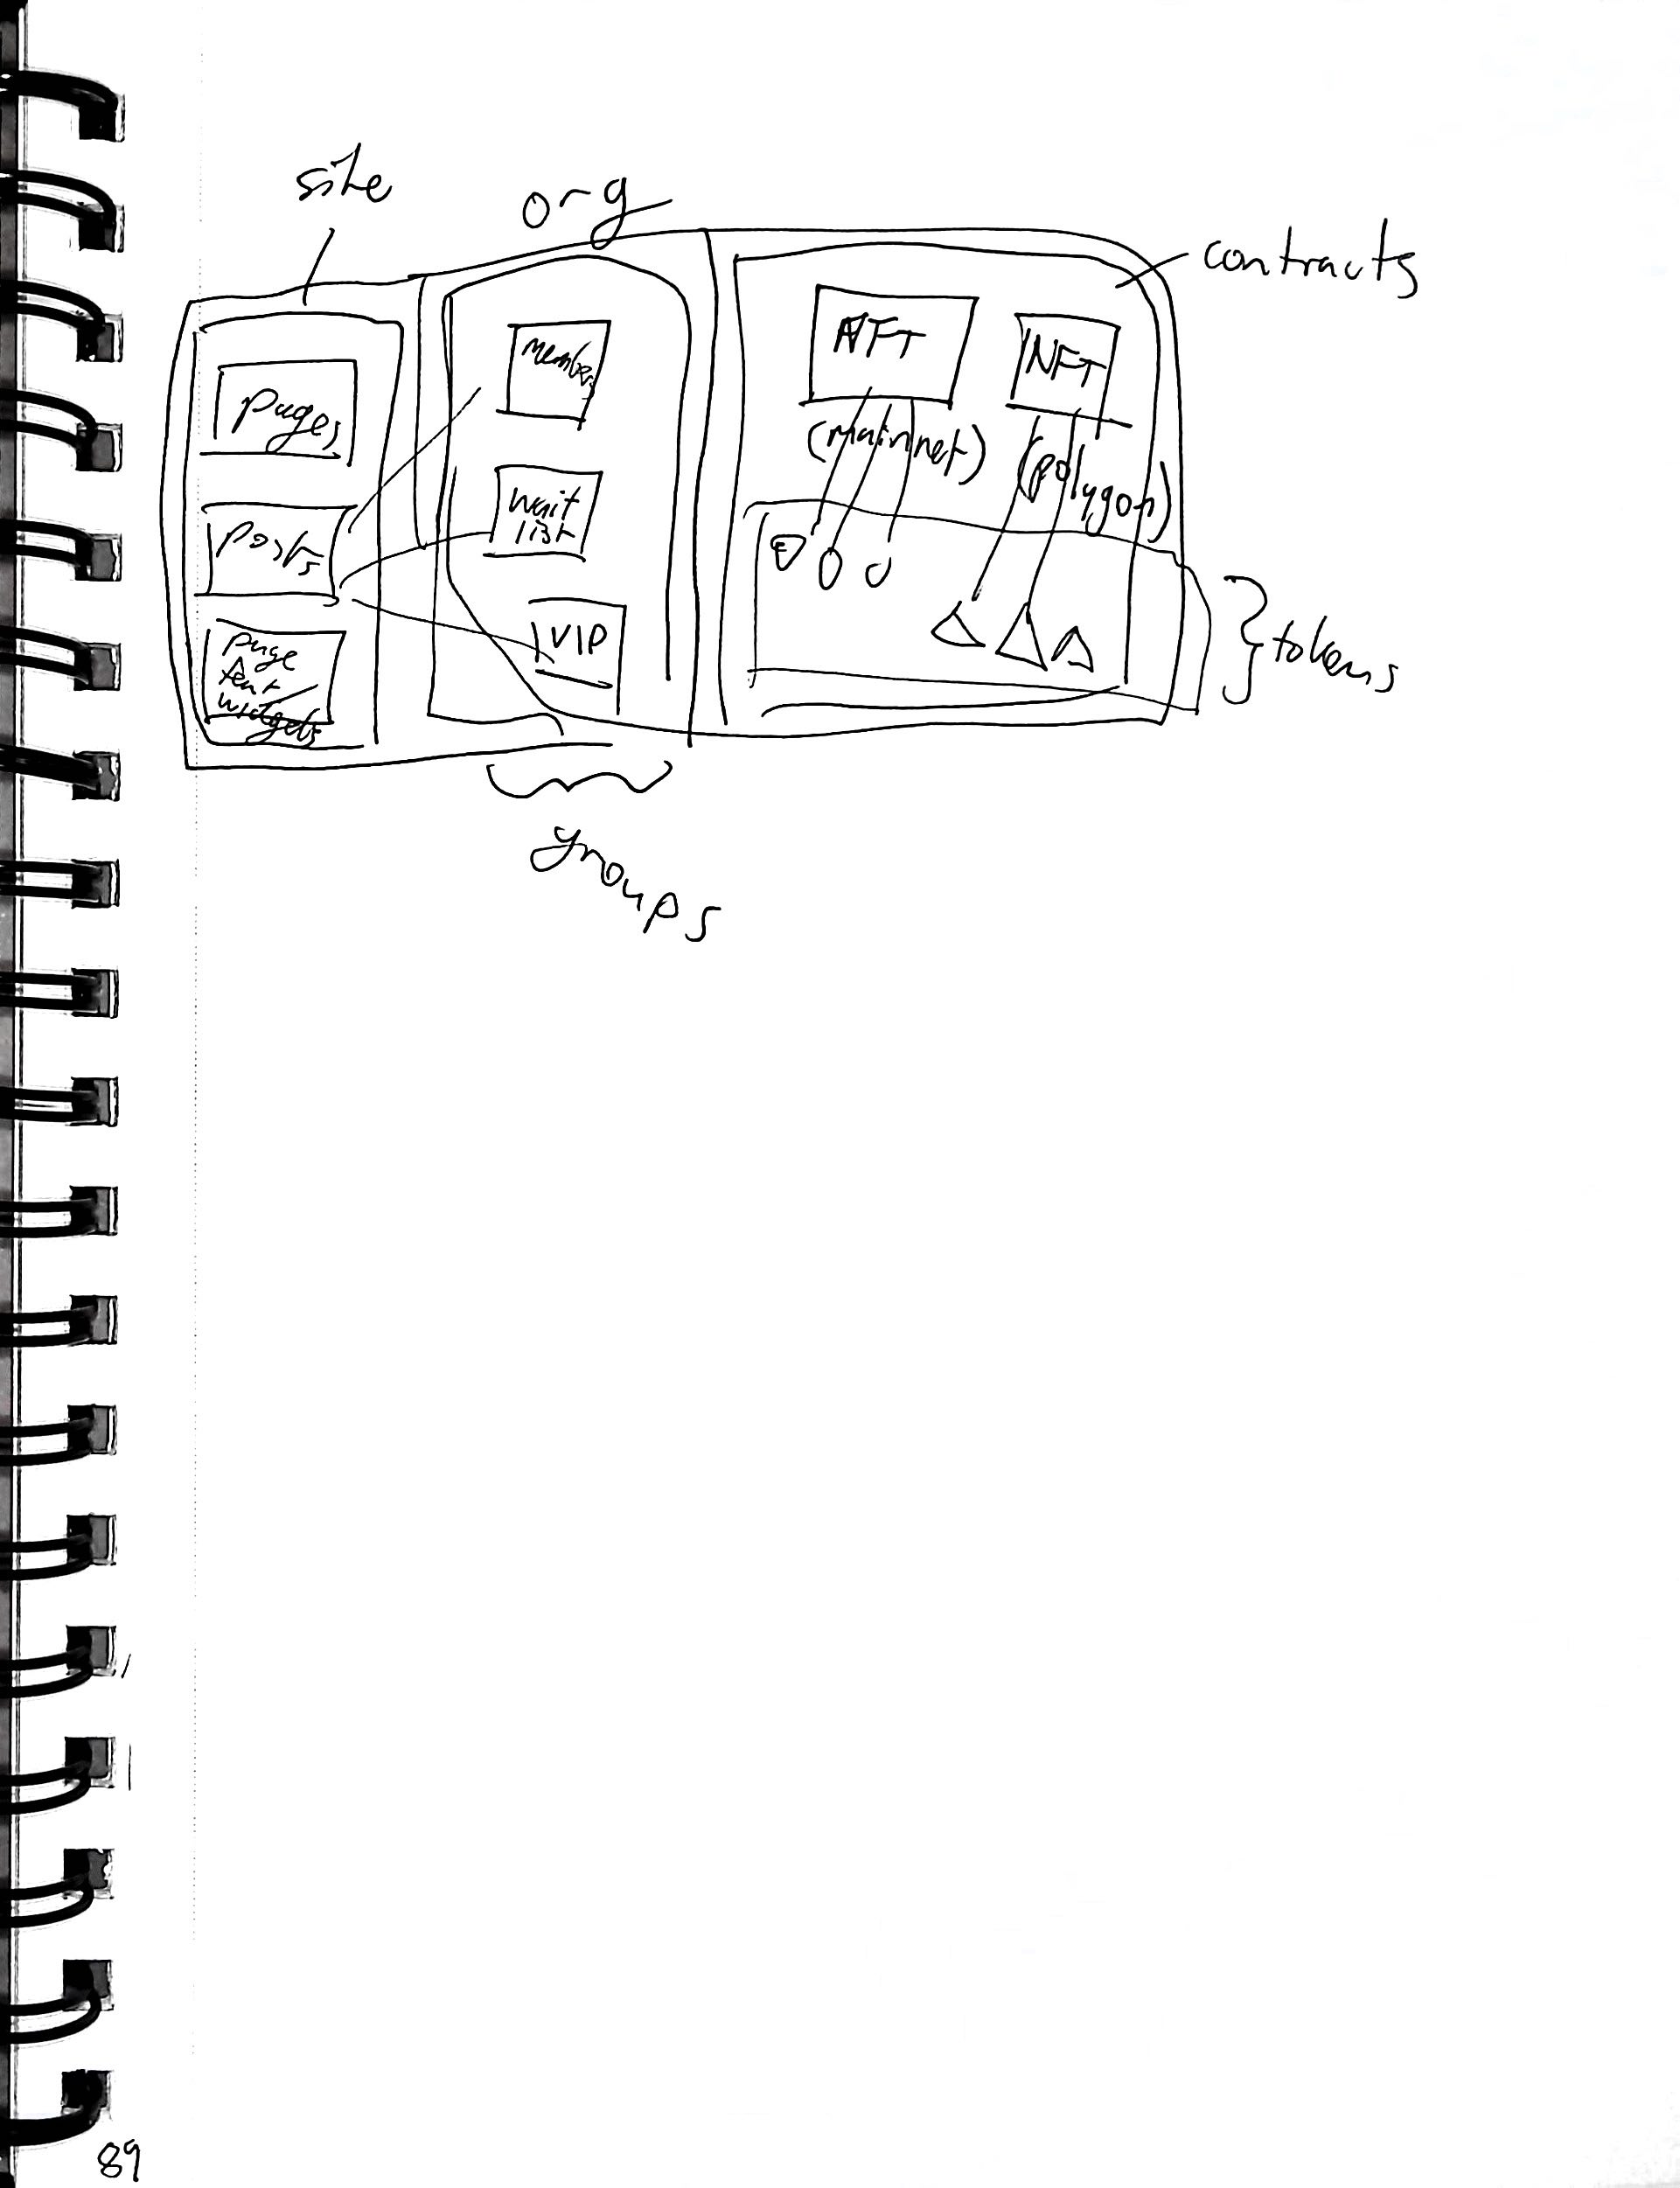 site
org
contracts
pages
posts
page
text
widgets
members
wait
list
VIP
NFT
(mainnet)
NFT
(polygon)
tokens
groups
89